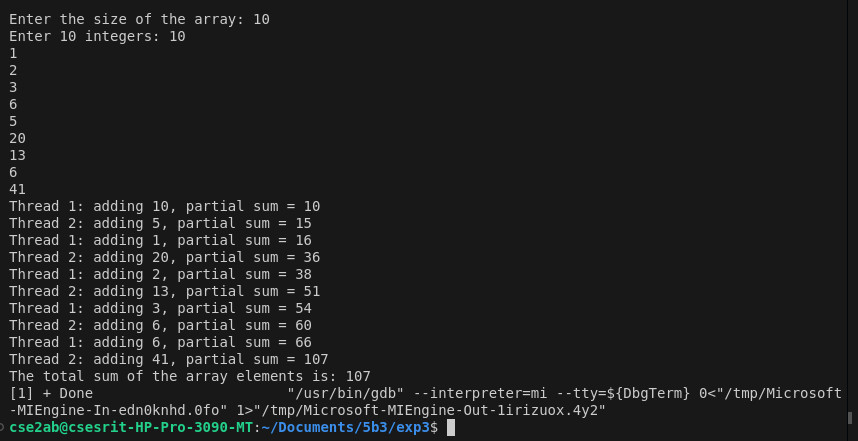 Enter the size of the array: 10
Enter 10 integers: 10
1
2
3
6
5
20
13
6
41
Thread 1: adding 10, partial sum = 10
Thread 2: adding 5, partial sum = 15
Thread 1: adding 1, partial sum = 16
Thread 2: adding 20, partial sum = 36
Thread 1: adding 2, partial sum = 38
Thread 2: adding 13, partial sum = 51
Thread 1: adding 3, partial sum = 54
Thread 2: adding 6, partial sum = 60
Thread 1: adding 6, partial sum = 66
Thread 2: adding 41, partial sum = 107
The total sum of the array elements is: 107
[1] + Done                       "/usr/bin/gdb" --interpreter=mi --tty=${DbgTerm} 0<"/tmp/Microsoft
-MIEngine-In-edn0knhd.0fo" 1>"/tmp/Microsoft-MIEngine-Out-1irizuox.4y2"
cse2ab@csesrit-HP-Pro-3090-MT:~/Documents/5b3/exp3$